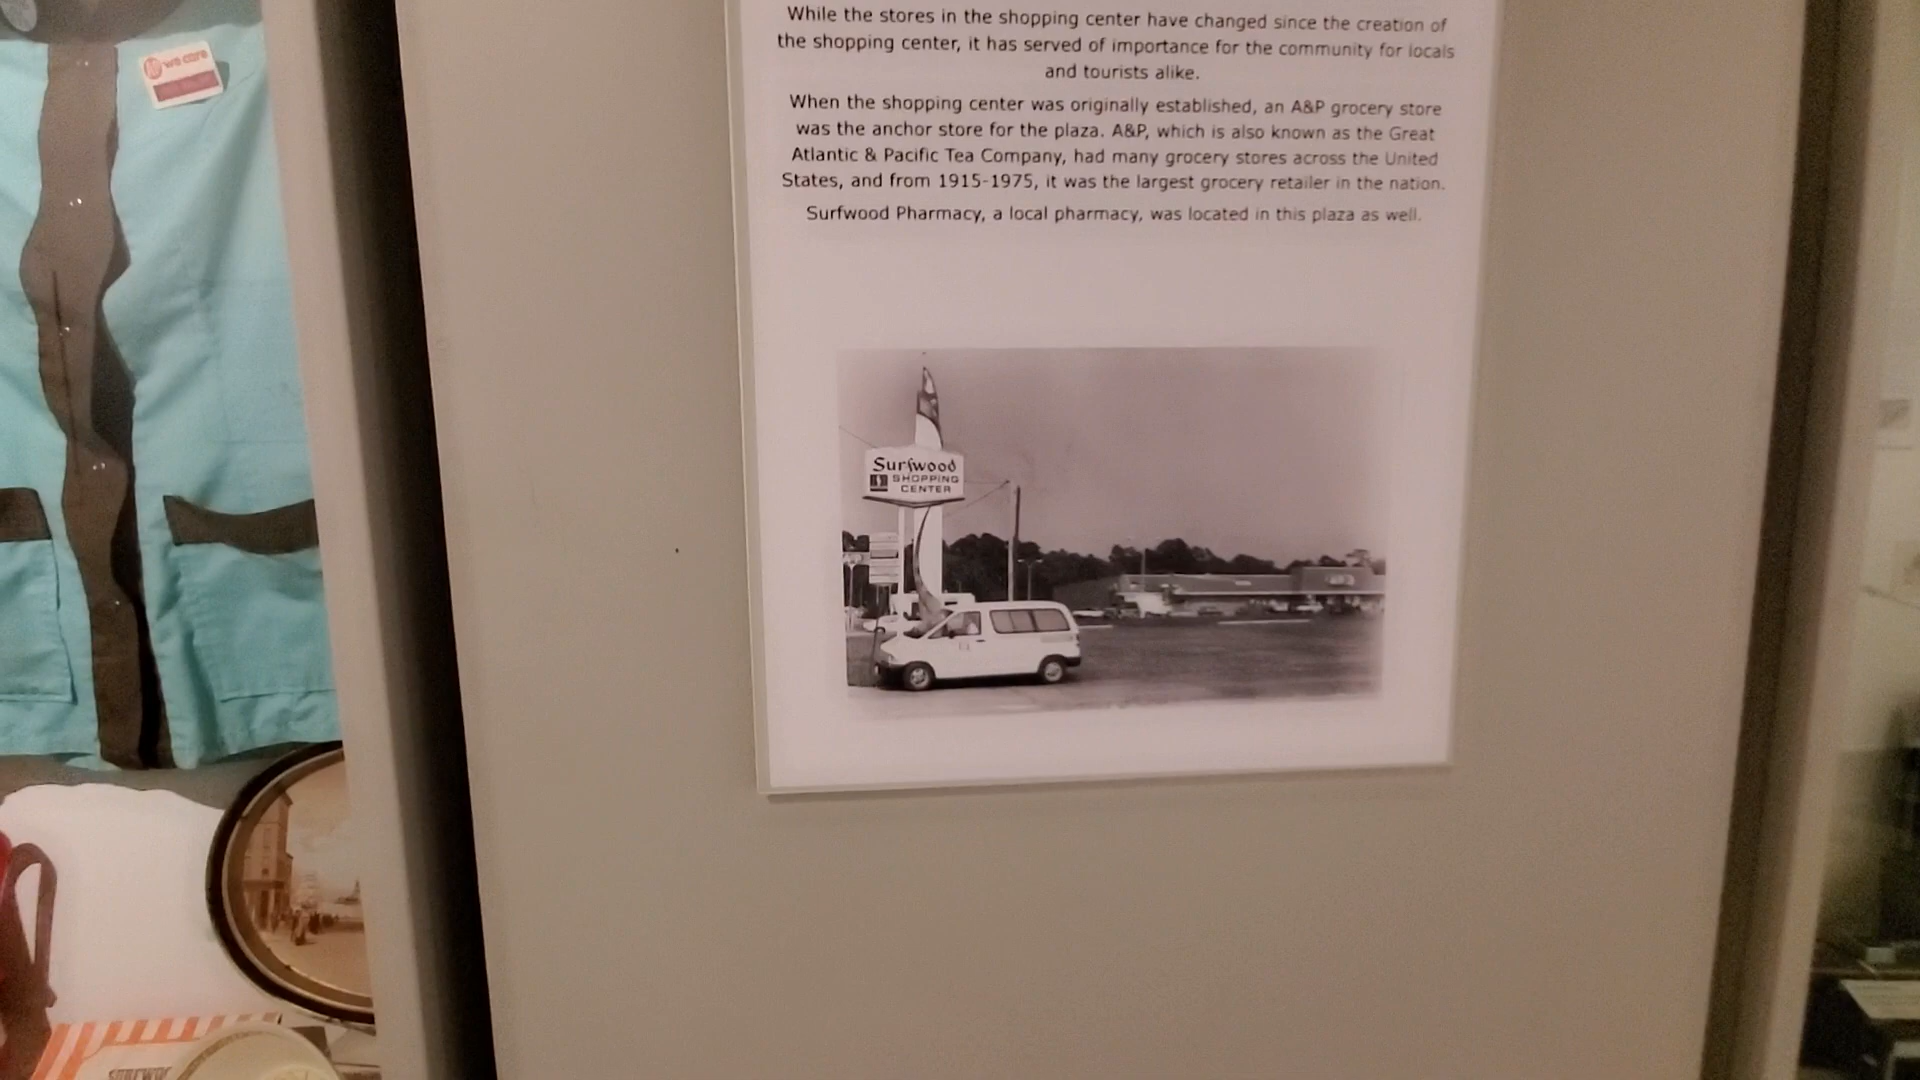 we care
While the stores in the shopping center have changed since the creation of
the shopping center, it has served of importance for the community for locals
and tourists alike.
When the shopping center was originally established, an A&P grocery store
was the anchor store for the plaza. A&P, which is also known as the Great
Atlantic & Pacific Tea Company, had many grocery stores across the United
States, and from 1915-1975, it was the largest grocery retailer in the nation.
Surfwood Pharmacy, a local pharmacy, was located in this plaza as well.
Surfwood
SHOPPING
CENTER